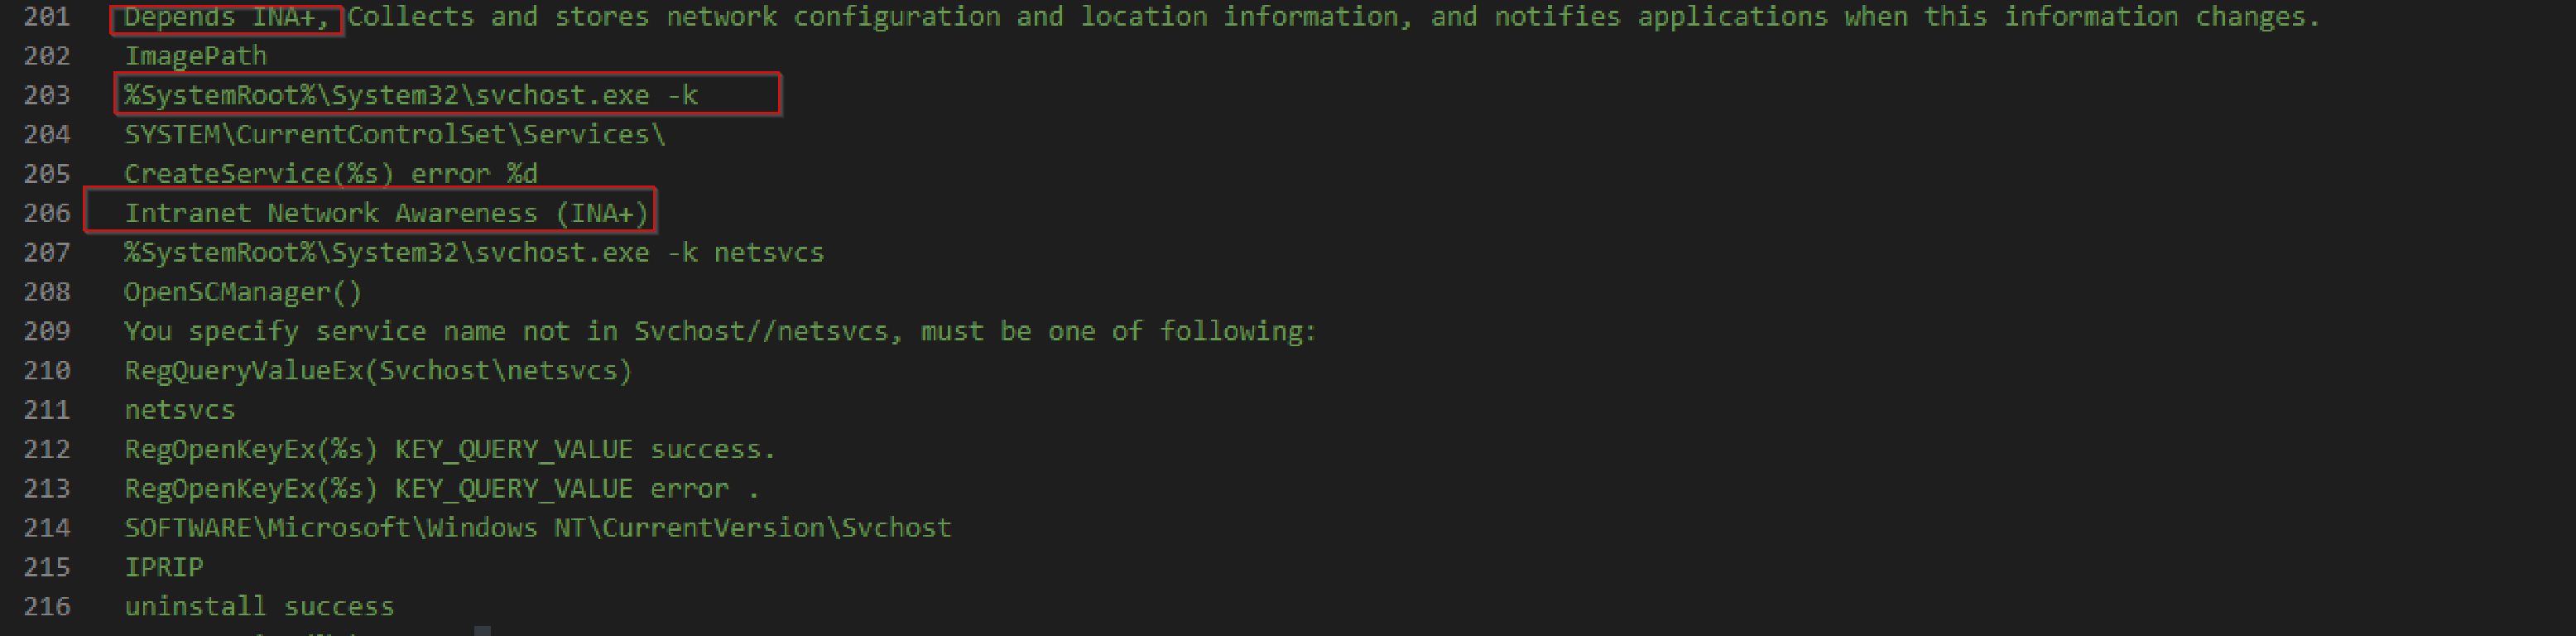 201 Depends INA+, Collects and stores network configuration and location information, and notifies applications when this information changes.
202 ImagePath
203 %SystemRoot%\System32\svchost.exe -k
204 SYSTEM\CurrentControlSet\Services\
205 CreateService(%s) error %d
206 Intranet Network Awareness (INA+)
207 %SystemRoot%\System32\svchost.exe -k netsvcs
208 OpenSCManager()
209 You specify service name not in Svchost//netsvcs, must be one of following:
210 RegQueryValueEx(Svchost\netsvcs)
211 netsvcs
212 RegOpenKeyEx(%s) KEY_QUERY_VALUE success.
213 RegOpenKeyEx(%s) KEY_QUERY_VALUE error .
214 SOFTWARE\Microsoft\Windows NT\CurrentVersion\Svchost
215 IPRIP
216 uninstall success